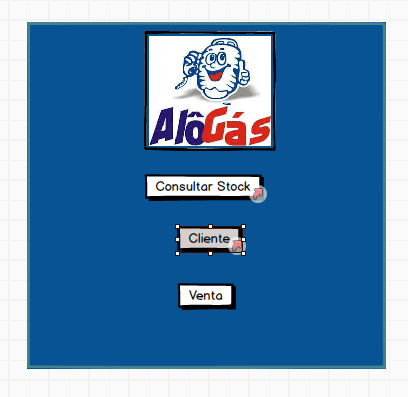 AlôGás
Consultar Stock
Cliente
Venta